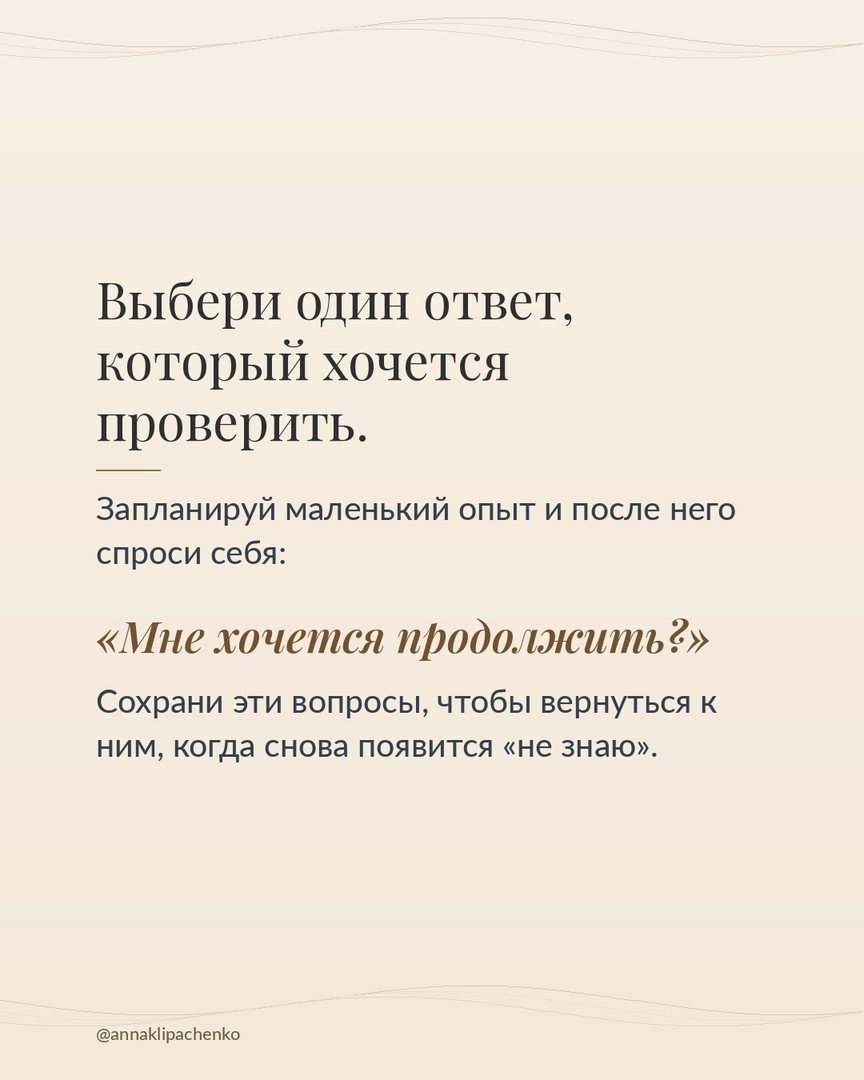 Выбери один ответ,
который хочется
проверить.
Запланируй маленький опыт и после него
спроси себя:
«Мне хочется продолжить?»
Сохрани эти вопросы, чтобы вернуться к
ним, когда снова появится «не знаю».
@annaklipachenko